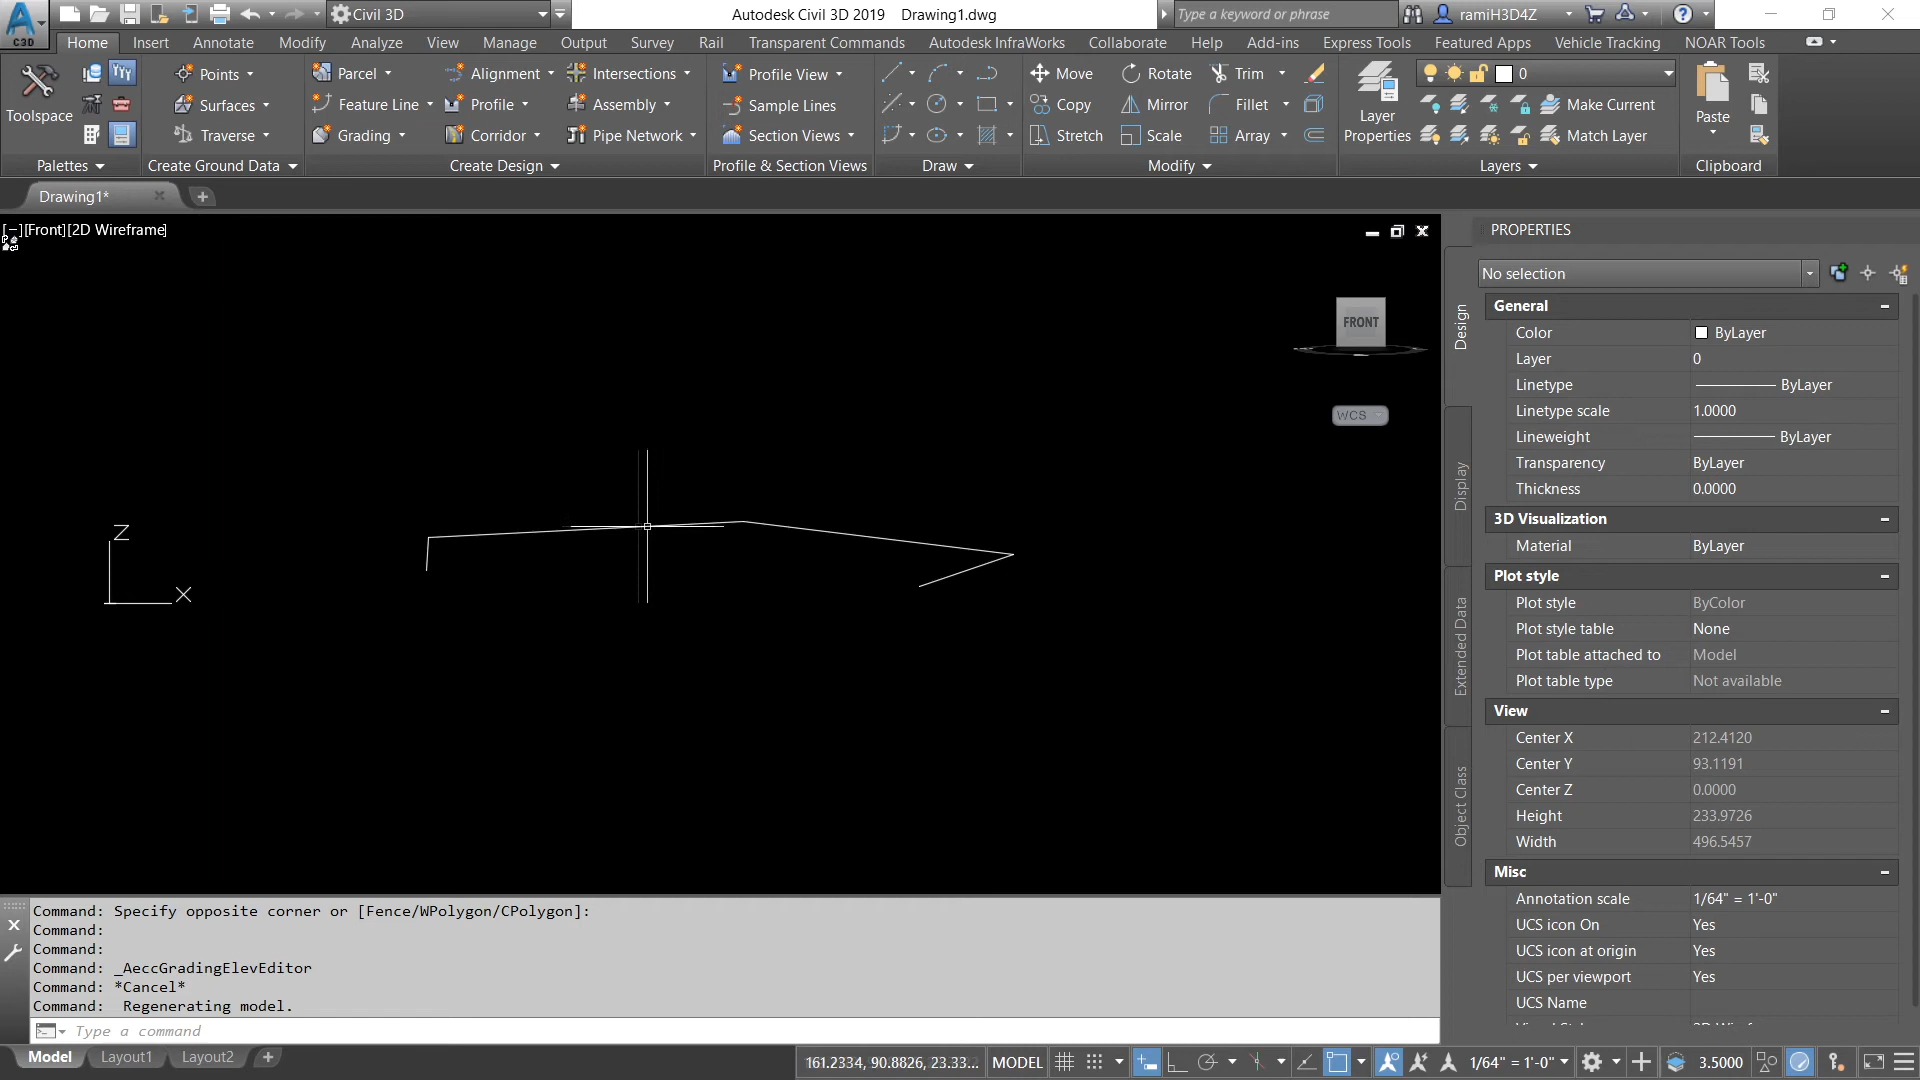 C3D Civil 3D Autodesk Civil 3D 2019 Drawing1.dwg Type a keyword or phrase ramiH3D4Z
Home Insert Annotate Modify Analyze View Manage Output Survey Rail Transparent Commands Autodesk InfraWorks Collaborate Help Add-ins Express Tools Featured Apps Vehicle Tracking NOAR Tools
Points Parcel Alignment Intersections Profile View Move Rotate Trim 0
Toolspace Surfaces Feature Line Profile Assembly Sample Lines Copy Mirror Fillet Layer Properties Make Current Paste
Traverse Grading Corridor Pipe Network Section Views Stretch Scale Array Match Layer
Palettes Create Ground Data Create Design Profile & Section Views Draw Modify Layers Clipboard
Drawing1*
[−][Front][2D Wireframe]
FRONT
WCS
Z
X
PROPERTIES
No selection
Design
Display
Extended Data
Object Class
General
Color ByLayer
Layer 0
Linetype ByLayer
Linetype scale 1.0000
Lineweight ByLayer
Transparency ByLayer
Thickness 0.0000
3D Visualization
Material ByLayer
Plot style
Plot style ByColor
Plot style table None
Plot table attached to Model
Plot table type Not available
View
Center X 212.4120
Center Y 93.1191
Center Z 0.0000
Height 233.9726
Width 496.5457
Misc
Annotation scale 1/64" = 1'-0"
UCS icon On Yes
UCS icon at origin Yes
UCS per viewport Yes
UCS Name
Command: Specify opposite corner or [Fence/WPolygon/CPolygon]:
Command:
Command:
Command: _AeccGradingElevEditor
Command: *Cancel*
Command:  Regenerating model.
Type a command
Model Layout1 Layout2
161.2334, 90.8826, 23.33... MODEL 1/64" = 1'-0" 3.5000